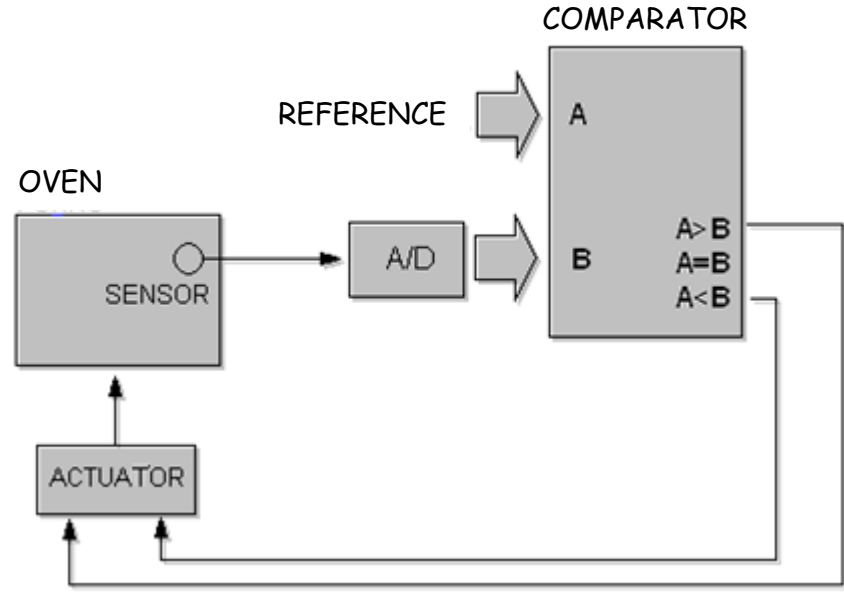 COMPARATOR
REFERENCE
A
OVEN
A/D
B
A>B
A=B
A<B
SENSOR
ACTUATOR